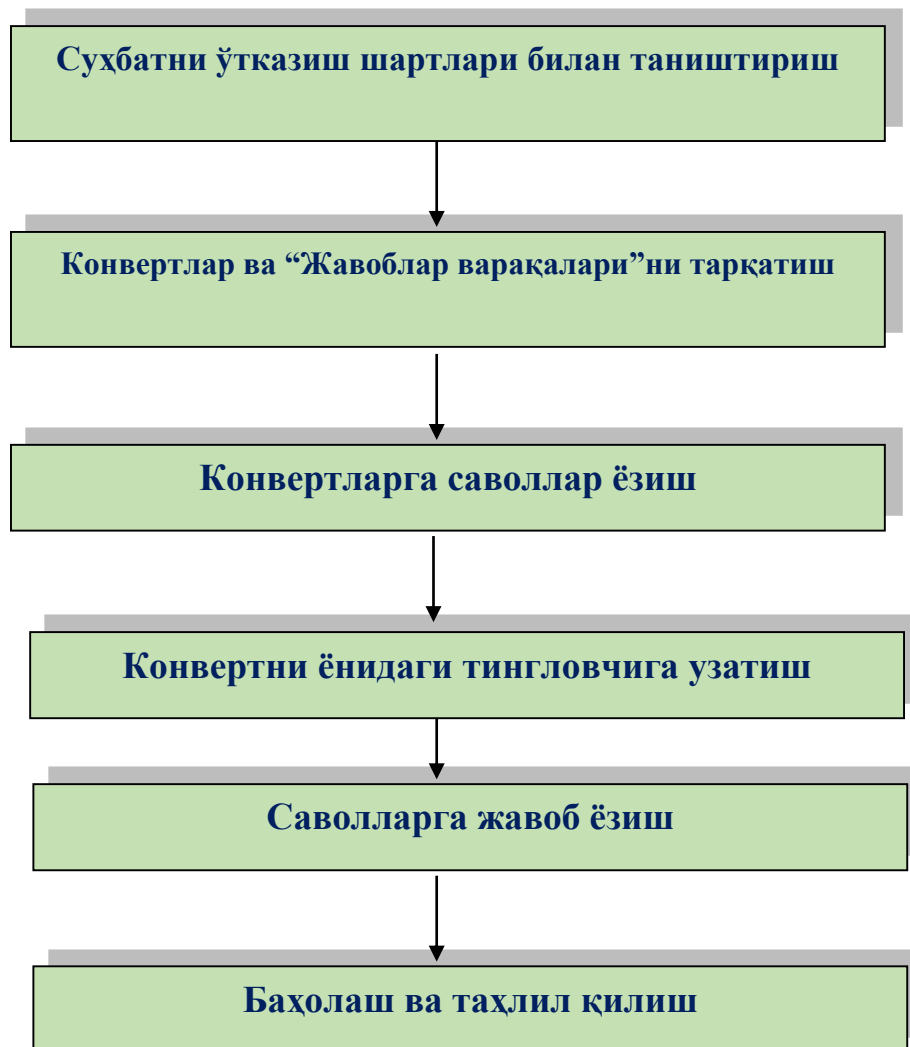 Суҳбатни ўтказиш шартлари билан таништириш
Конвертлар ва “Жавоблар варақалари”ни тарқатиш
Конвертларга саволлар ёзиш
Конвертни ёнидаги тингловчига узатиш
Саволларга жавоб ёзиш
Баҳолаш ва таҳлил қилиш